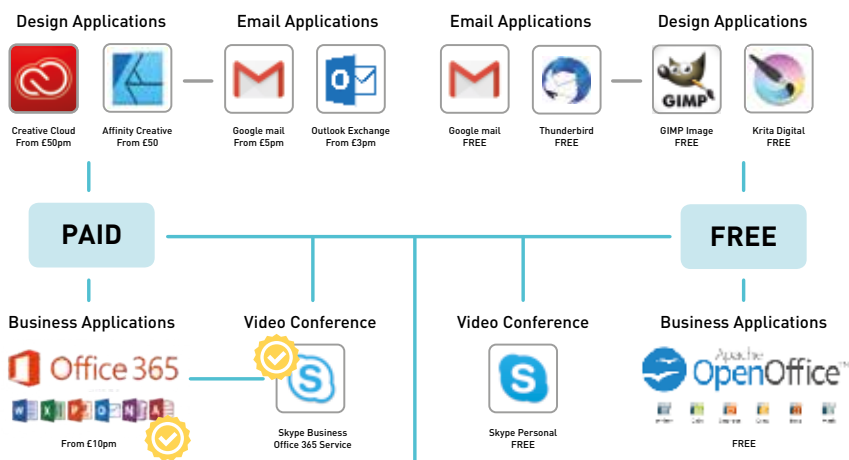 Design Applications
Email Applications
Email Applications
Design Applications
GIMP
Creative Cloud
From £50pm
Affinity Creative
From £50
Google mail
From £5pm
Outlook Exchange
From £3pm
Google mail
FREE
Thunderbird
FREE
GIMP Image
FREE
Krita Digital
FREE
PAID
FREE
Business Applications
Video Conference
Video Conference
Business Applications
Office 365
Apache
OpenOffice™
From £10pm
Skype Business
Office 365 Service
Skype Personal
FREE
FREE